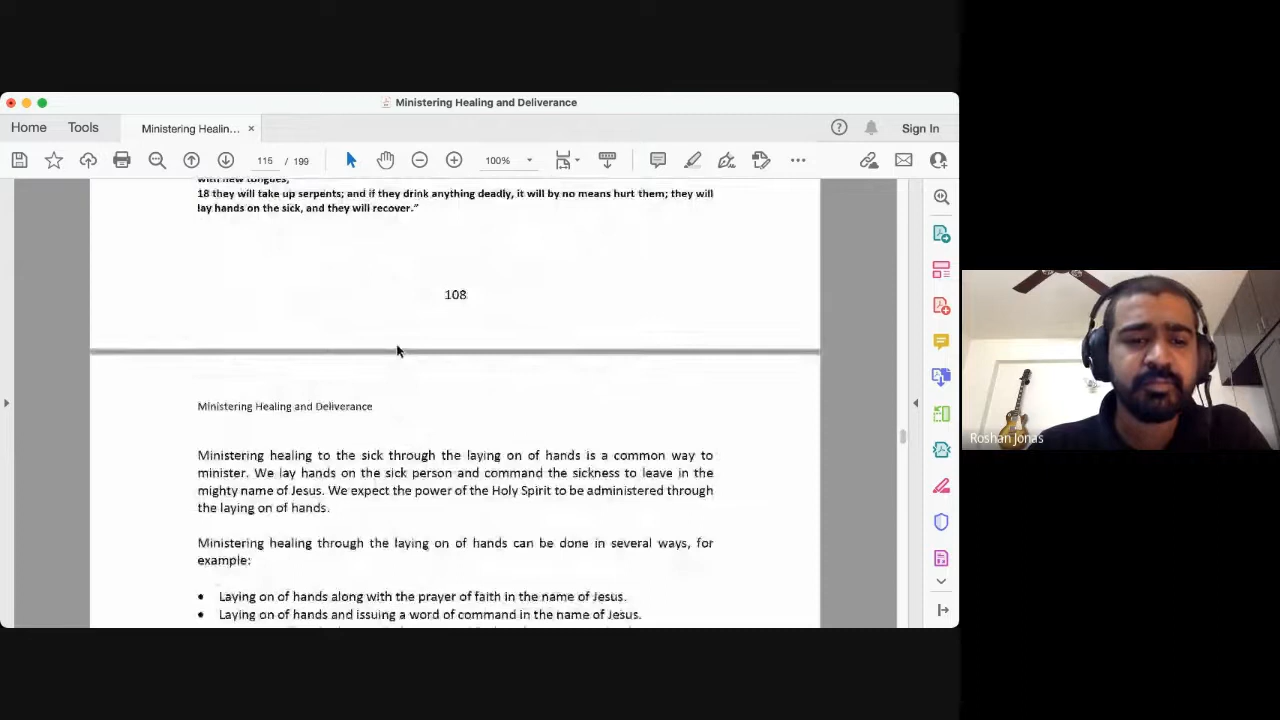 Ministering Healing and Deliverance
Home
Tools
Ministering Healin...
×
Sign In
115 / 199
100%
with new tongues;
18 they will take up serpents; and if they drink anything deadly, it will by no means hurt them; they will
lay hands on the sick, and they will recover.”
108
Ministering Healing and Deliverance
Ministering healing to the sick through the laying on of hands is a common way to
minister. We lay hands on the sick person and command the sickness to leave in the
mighty name of Jesus. We expect the power of the Holy Spirit to be administered through
the laying on of hands.
Ministering healing through the laying on of hands can be done in several ways, for
example:
• Laying on of hands along with the prayer of faith in the name of Jesus.
• Laying on of hands and issuing a word of command in the name of Jesus.
Roshan Jonas